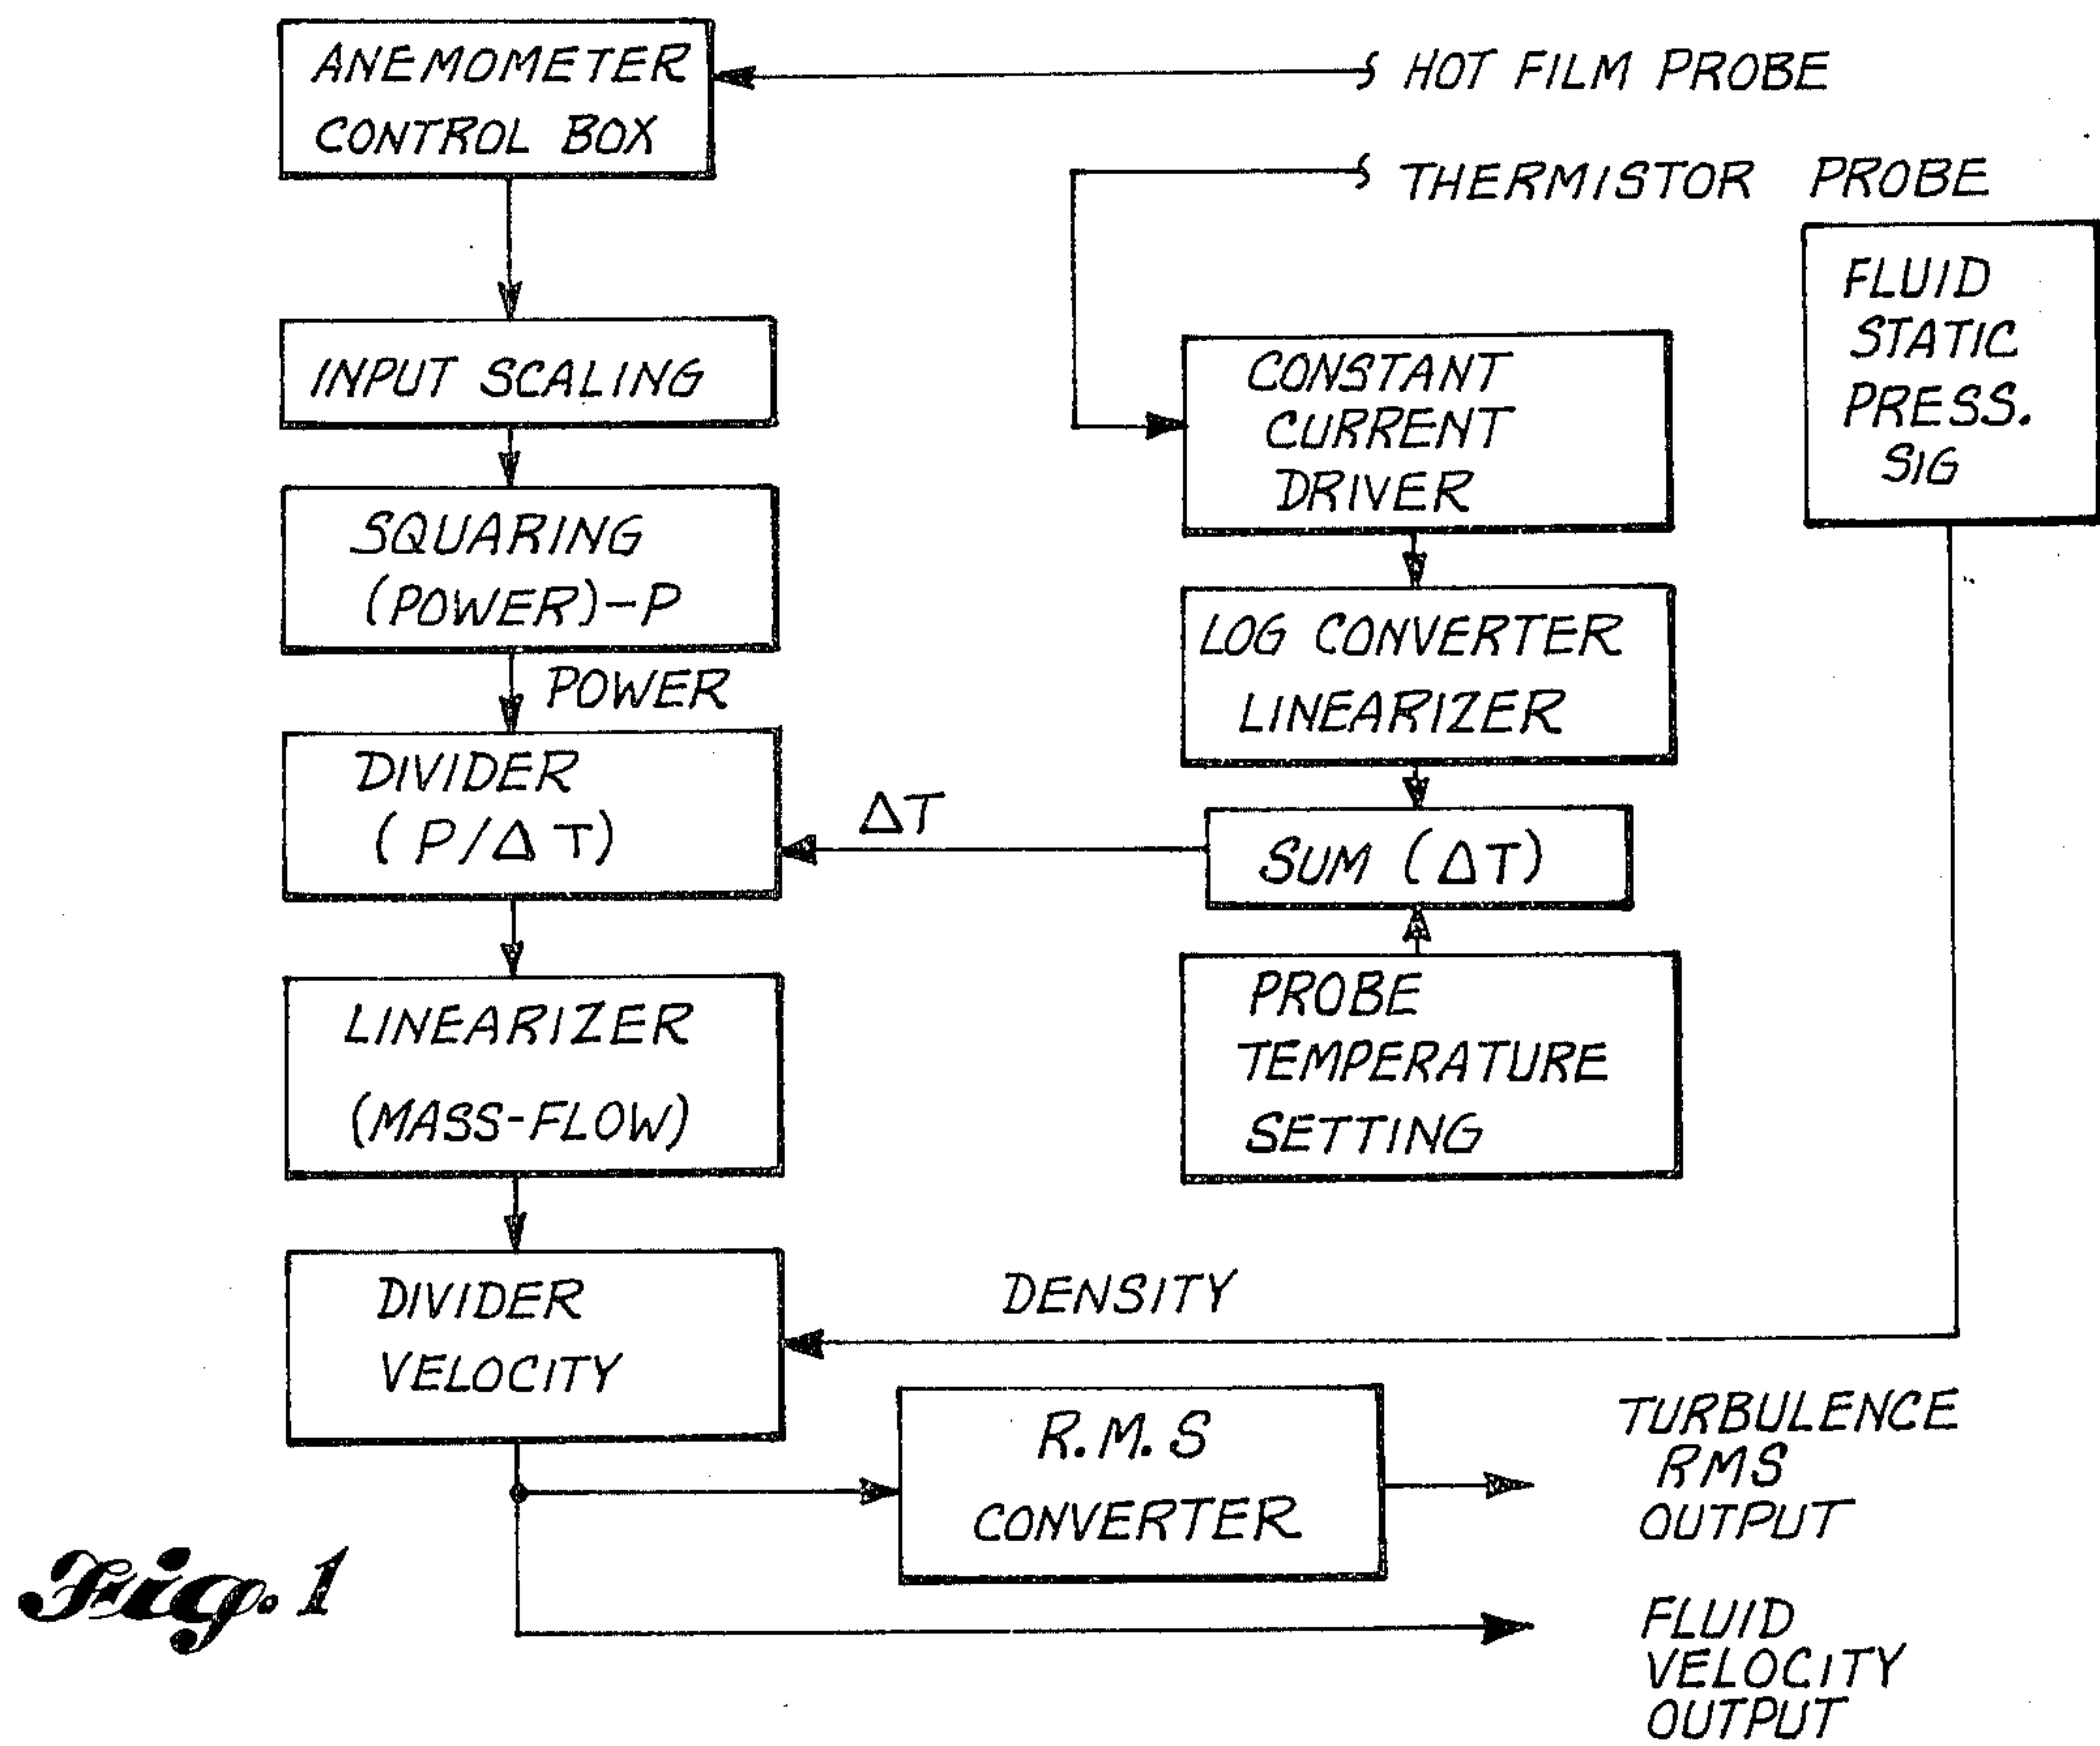 ANEMOMETER
CONTROL BOX
HOT FILM PROBE
THERMISTOR PROBE
FLUID
STATIC
PRESS.
SIG
INPUT SCALING
CONSTANT
CURRENT
DRIVER
SQUARING
(POWER)-P
LOG CONVERTER
LINEARIZER
POWER
DIVIDER
(P/ΔT)
ΔT
SUM (ΔT)
LINEARIZER
(MASS-FLOW)
PROBE
TEMPERATURE
SETTING
DIVIDER
VELOCITY
DENSITY
R.M.S
CONVERTER
TURBULENCE
RMS
OUTPUT
FLUID
VELOCITY
OUTPUT
Fig. 1